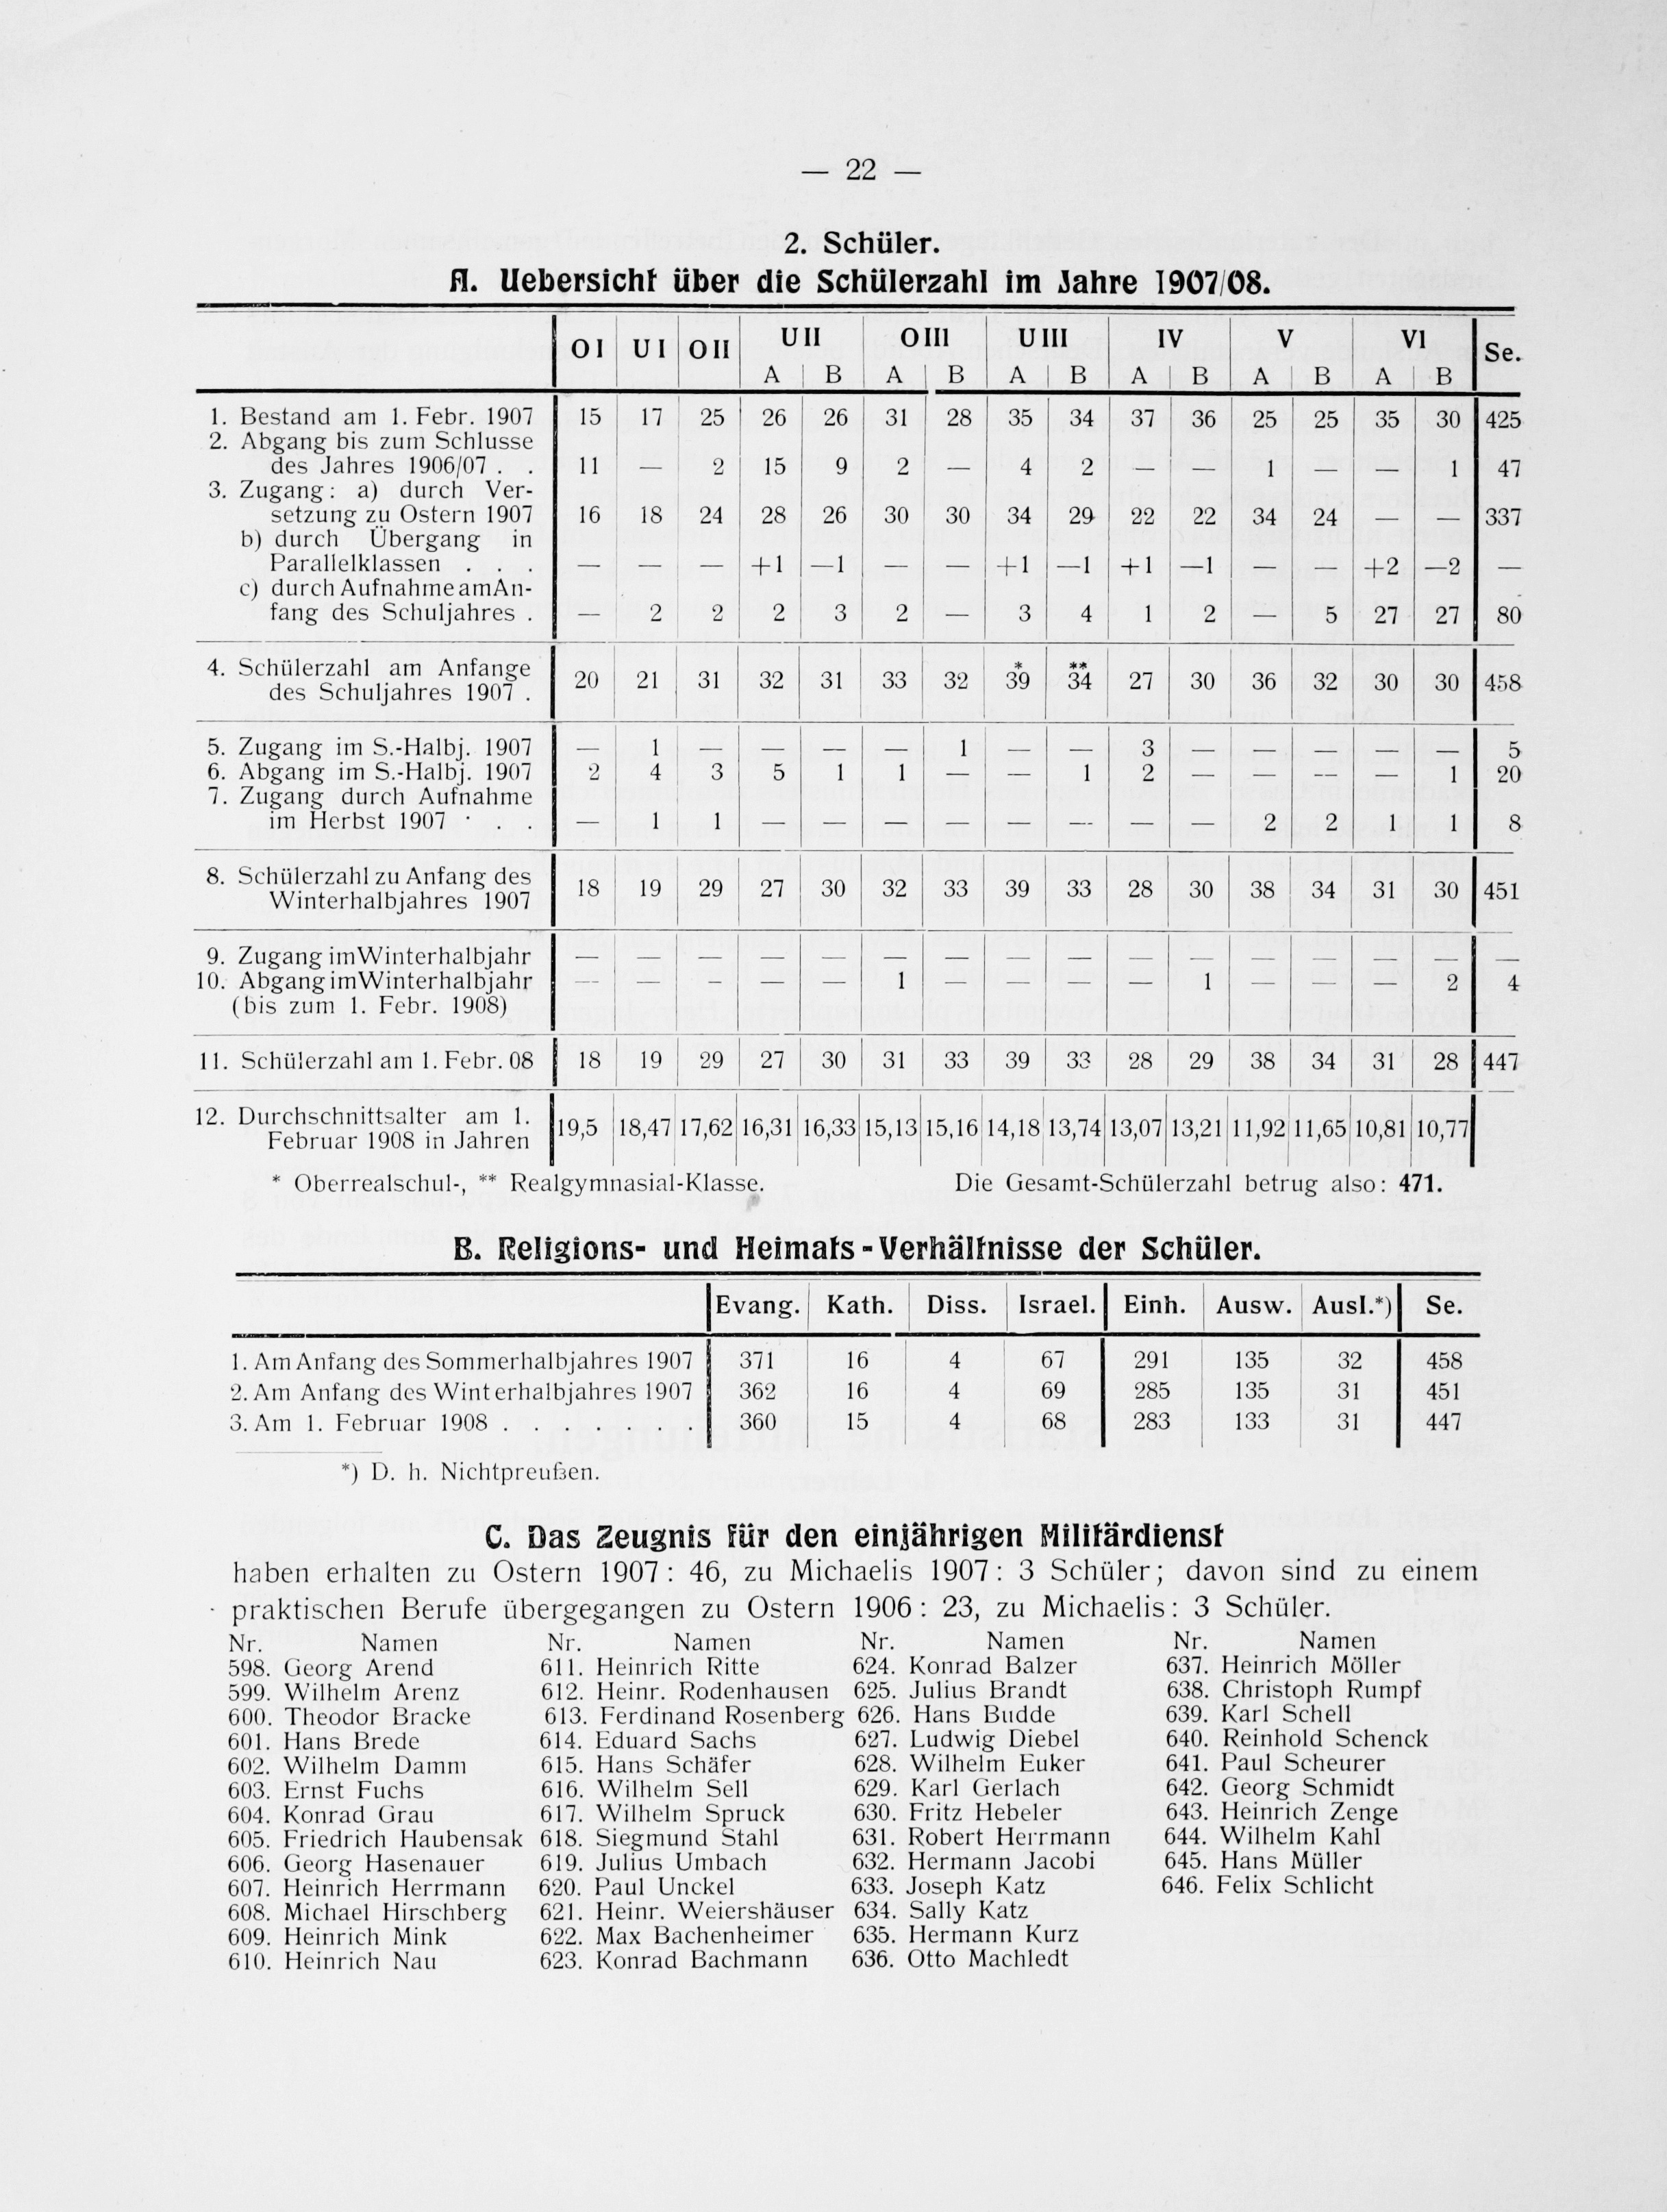 — 22 —
2. Schüler.
A. Uebersicht über die Schülerzahl im Jahre 1907/08.
O I U I O II U II O III U III IV V VI Se.
A B A B A B A B A B A B
1. Bestand am 1. Febr. 1907 15 17 25 26 26 31 28 35 34 37 36 25 25 35 30 425
2. Abgang bis zum Schlusse
des Jahres 1906/07 . . 11 — 2 15 9 2 — 4 2 — — 1 — — 1 47
3. Zugang: a) durch Ver-
setzung zu Ostern 1907 16 18 24 28 26 30 30 34 29 22 22 34 24 — — 337
b) durch Übergang in
Parallelklassen . . . — — — +1 —1 — — +1 —1 +1 —1 — — +2 —2 —
c) durch Aufnahme am An-
fang des Schuljahres . — 2 2 2 3 2 — 3 4 1 2 — 5 27 27 80
4. Schülerzahl am Anfange * **
des Schuljahres 1907 . 20 21 31 32 31 33 32 39 34 27 30 36 32 30 30 458
5. Zugang im S.-Halbj. 1907 — 1 — — — — 1 — — 3 — — — — — 5
6. Abgang im S.-Halbj. 1907 2 4 3 5 1 1 — — 1 2 — — — — 1 20
7. Zugang durch Aufnahme
im Herbst 1907 . . . — 1 1 — — — — — — — — 2 2 1 1 8
8. Schülerzahl zu Anfang des
Winterhalbjahres 1907 18 19 29 27 30 32 33 39 33 28 30 38 34 31 30 451
9. Zugang im Winterhalbjahr — — — — — — — — — — — — — — — —
10. Abgang im Winterhalbjahr — — — — — 1 — — — — 1 — — — 2 4
(bis zum 1. Febr. 1908)
11. Schülerzahl am 1. Febr. 08 18 19 29 27 30 31 33 39 33 28 29 38 34 31 28 447
12. Durchschnittsalter am 1.
Februar 1908 in Jahren 19,5 18,47 17,62 16,31 16,33 15,13 15,16 14,18 13,74 13,07 13,21 11,92 11,65 10,81 10,77
* Oberrealschul-, ** Realgymnasial-Klasse. Die Gesamt-Schülerzahl betrug also: 471.
B. Religions- und Heimats-Verhältnisse der Schüler.
Evang. Kath. Diss. Israel. Einh. Ausw. Ausl.*) Se.
1. Am Anfang des Sommerhalbjahres 1907 371 16 4 67 291 135 32 458
2. Am Anfang des Winterhalbjahres 1907 362 16 4 69 285 135 31 451
3. Am 1. Februar 1908 . . . . . . . 360 15 4 68 283 133 31 447
*) D. h. Nichtpreußen.
C. Das Zeugnis für den einjährigen Militärdienst
haben erhalten zu Ostern 1907: 46, zu Michaelis 1907: 3 Schüler; davon sind zu einem
praktischen Berufe übergegangen zu Ostern 1906: 23, zu Michaelis: 3 Schüler.
Nr. Namen
598. Georg Arend
599. Wilhelm Arenz
600. Theodor Bracke
601. Hans Brede
602. Wilhelm Damm
603. Ernst Fuchs
604. Konrad Grau
605. Friedrich Haubensak
606. Georg Hasenauer
607. Heinrich Herrmann
608. Michael Hirschberg
609. Heinrich Mink
610. Heinrich Nau
Nr. Namen
611. Heinrich Ritte
612. Heinr. Rodenhausen
613. Ferdinand Rosenberg
614. Eduard Sachs
615. Hans Schäfer
616. Wilhelm Sell
617. Wilhelm Spruck
618. Siegmund Stahl
619. Julius Umbach
620. Paul Unckel
621. Heinr. Weiershäuser
622. Max Bachenheimer
623. Konrad Bachmann
Nr. Namen
624. Konrad Balzer
625. Julius Brandt
626. Hans Budde
627. Ludwig Diebel
628. Wilhelm Euker
629. Karl Gerlach
630. Fritz Hebeler
631. Robert Herrmann
632. Hermann Jacobi
633. Joseph Katz
634. Sally Katz
635. Hermann Kurz
636. Otto Machledt
Nr. Namen
637. Heinrich Möller
638. Christoph Rumpf
639. Karl Schell
640. Reinhold Schenck
641. Paul Scheurer
642. Georg Schmidt
643. Heinrich Zenge
644. Wilhelm Kahl
645. Hans Müller
646. Felix Schlicht